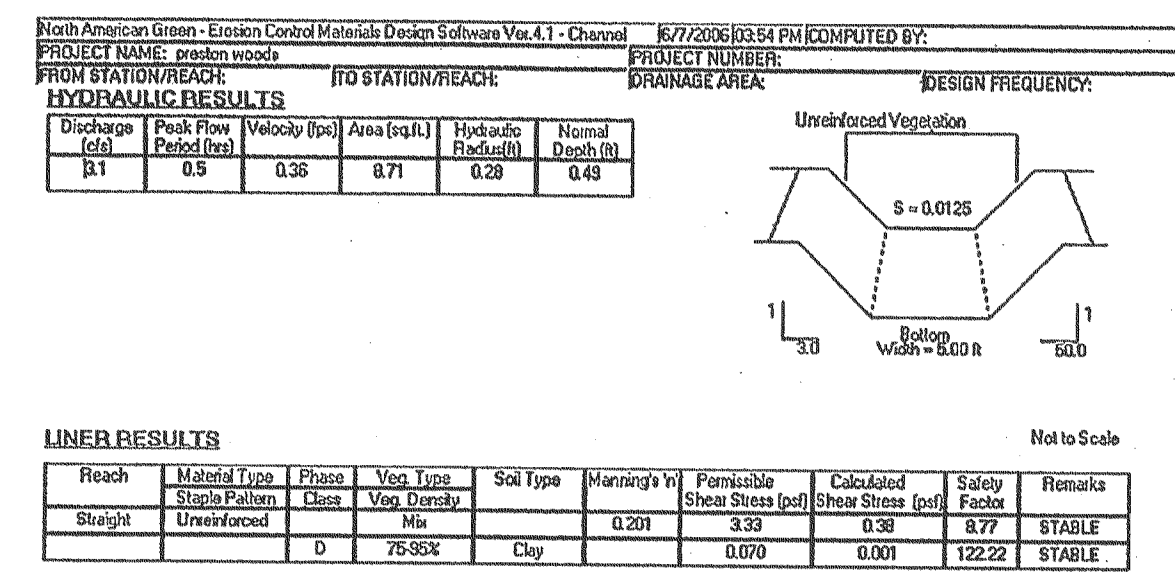 North American Green - Erosion Control Materials Design Software Ver.4.1 - Channel 6/7/2006 03:54 PM COMPUTED BY:
PROJECT NAME: preston woods PROJECT NUMBER:
FROM STATION/REACH: TO STATION/REACH: DRAINAGE AREA: DESIGN FREQUENCY:
HYDRAULIC RESULTS
Discharge (cfs) Peak Flow Period (hrs) Velocity (fps) Area (sq.ft.) Hydraulic Radius(ft) Normal Depth (ft)
3.1 0.5 0.36 8.71 0.28 0.49
Unreinforced Vegetation
S = 0.0125
1 3.0
Bottom
Width = 5.00 ft
1 50.0
LINER RESULTS
Not to Scale
Reach Material Type Phase Veg. Type Soil Type Manning's 'n' Permissible Calculated Safety Remarks
Staple Pattern Class Veg. Density Shear Stress (psf) Shear Stress (psf) Factor
Straight Unreinforced Mix 0.201 3.33 0.38 8.77 STABLE
D 75-95% Clay 0.070 0.001 122.22 STABLE